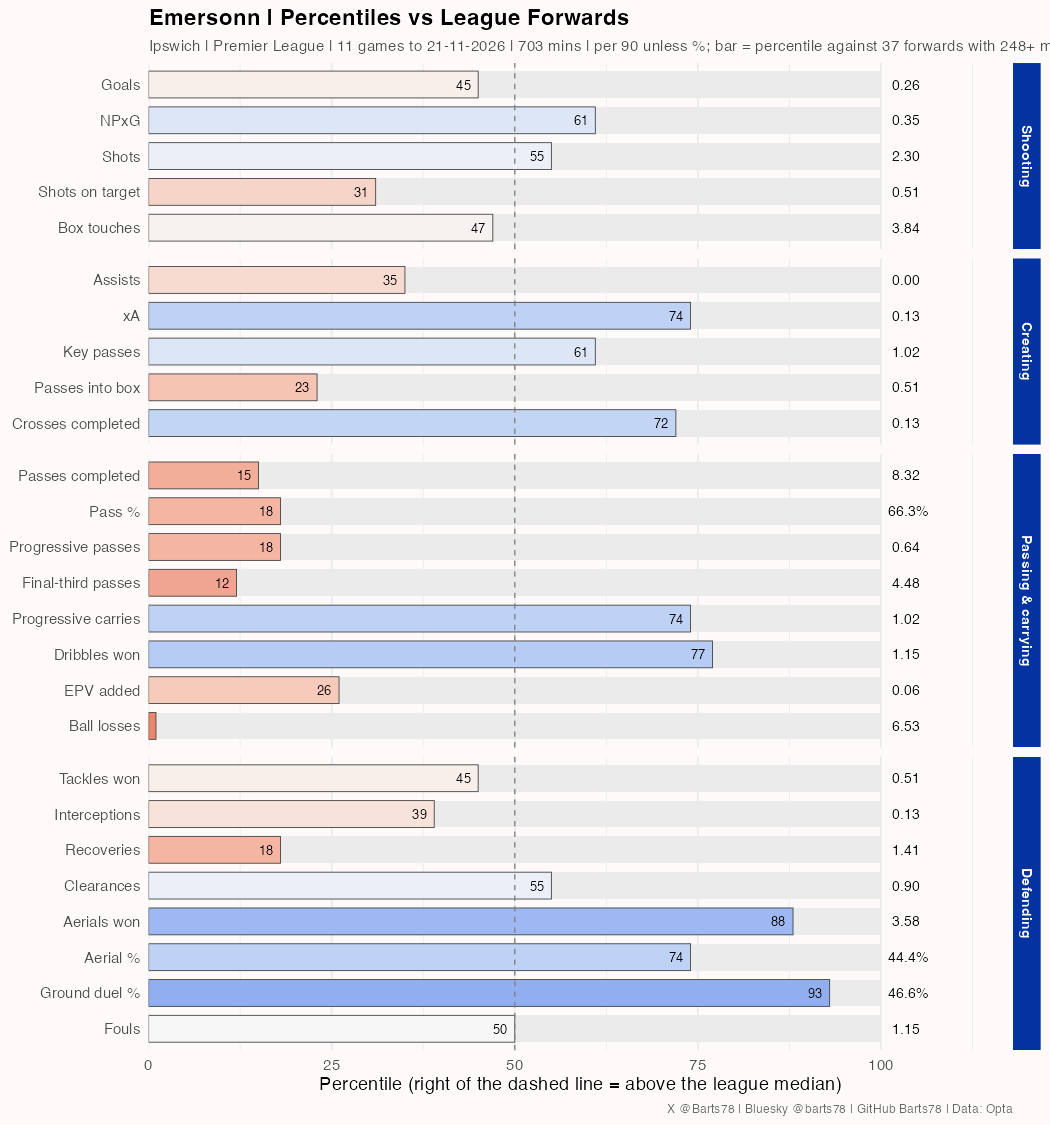 Emersonn | Percentiles vs League Forwards
Ipswich | Premier League | 11 games to 21-11-2026 | 703 mins | per 90 unless %; bar = percentile against 37 forwards with 248+ m
Goals 45 0.26
NPxG 61 0.35
Shots 55 2.30
Shots on target 31 0.51
Box touches 47 3.84
Shooting
Assists 35 0.00
xA 74 0.13
Key passes 61 1.02
Passes into box 23 0.51
Crosses completed 72 0.13
Creating
Passes completed 15 8.32
Pass % 18 66.3%
Progressive passes 18 0.64
Final-third passes 12 4.48
Progressive carries 74 1.02
Dribbles won 77 1.15
EPV added 26 0.06
Ball losses 6.53
Passing & carrying
Tackles won 45 0.51
Interceptions 39 0.13
Recoveries 18 1.41
Clearances 55 0.90
Aerials won 88 3.58
Aerial % 74 44.4%
Ground duel % 93 46.6%
Fouls 50 1.15
Defending
0 25 50 75 100
Percentile (right of the dashed line = above the league median)
X @Barts78 | Bluesky @barts78 | GitHub Barts78 | Data: Opta